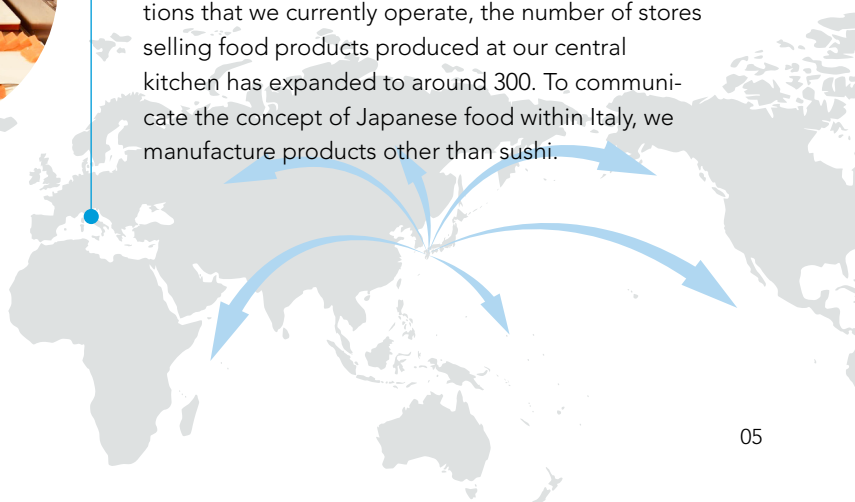 tions that we currently operate, the number of stores
selling food products produced at our central
kitchen has expanded to around 300. To communi-
cate the concept of Japanese food within Italy, we
manufacture products other than sushi.
05